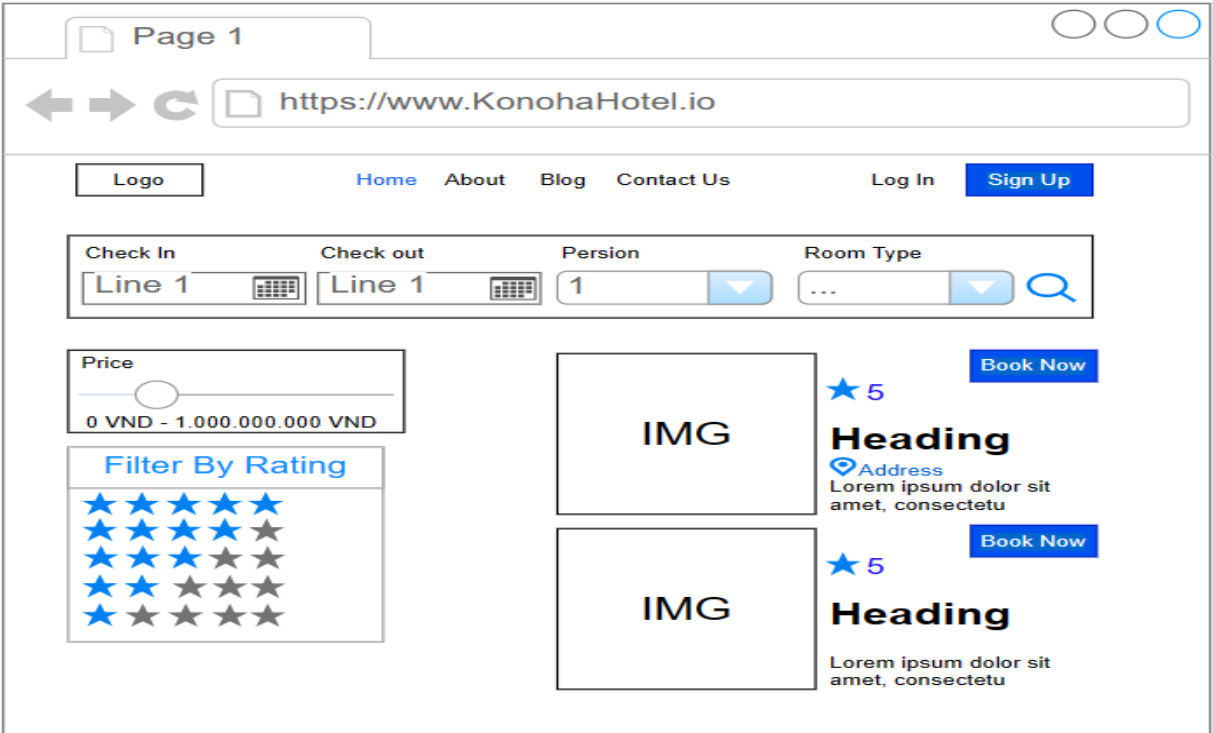 Page 1
https://www.KonohaHotel.io
Logo Home About Blog Contact Us Log In Sign Up
Check In Check out Persion Room Type
Line 1 Line 1 1 ...
Price
0 VND - 1.000.000.000 VND
Filter By Rating
IMG
Book Now
5
Heading
Address
Lorem ipsum dolor sit
amet, consectetu
IMG
Book Now
5
Heading
Lorem ipsum dolor sit
amet, consectetu